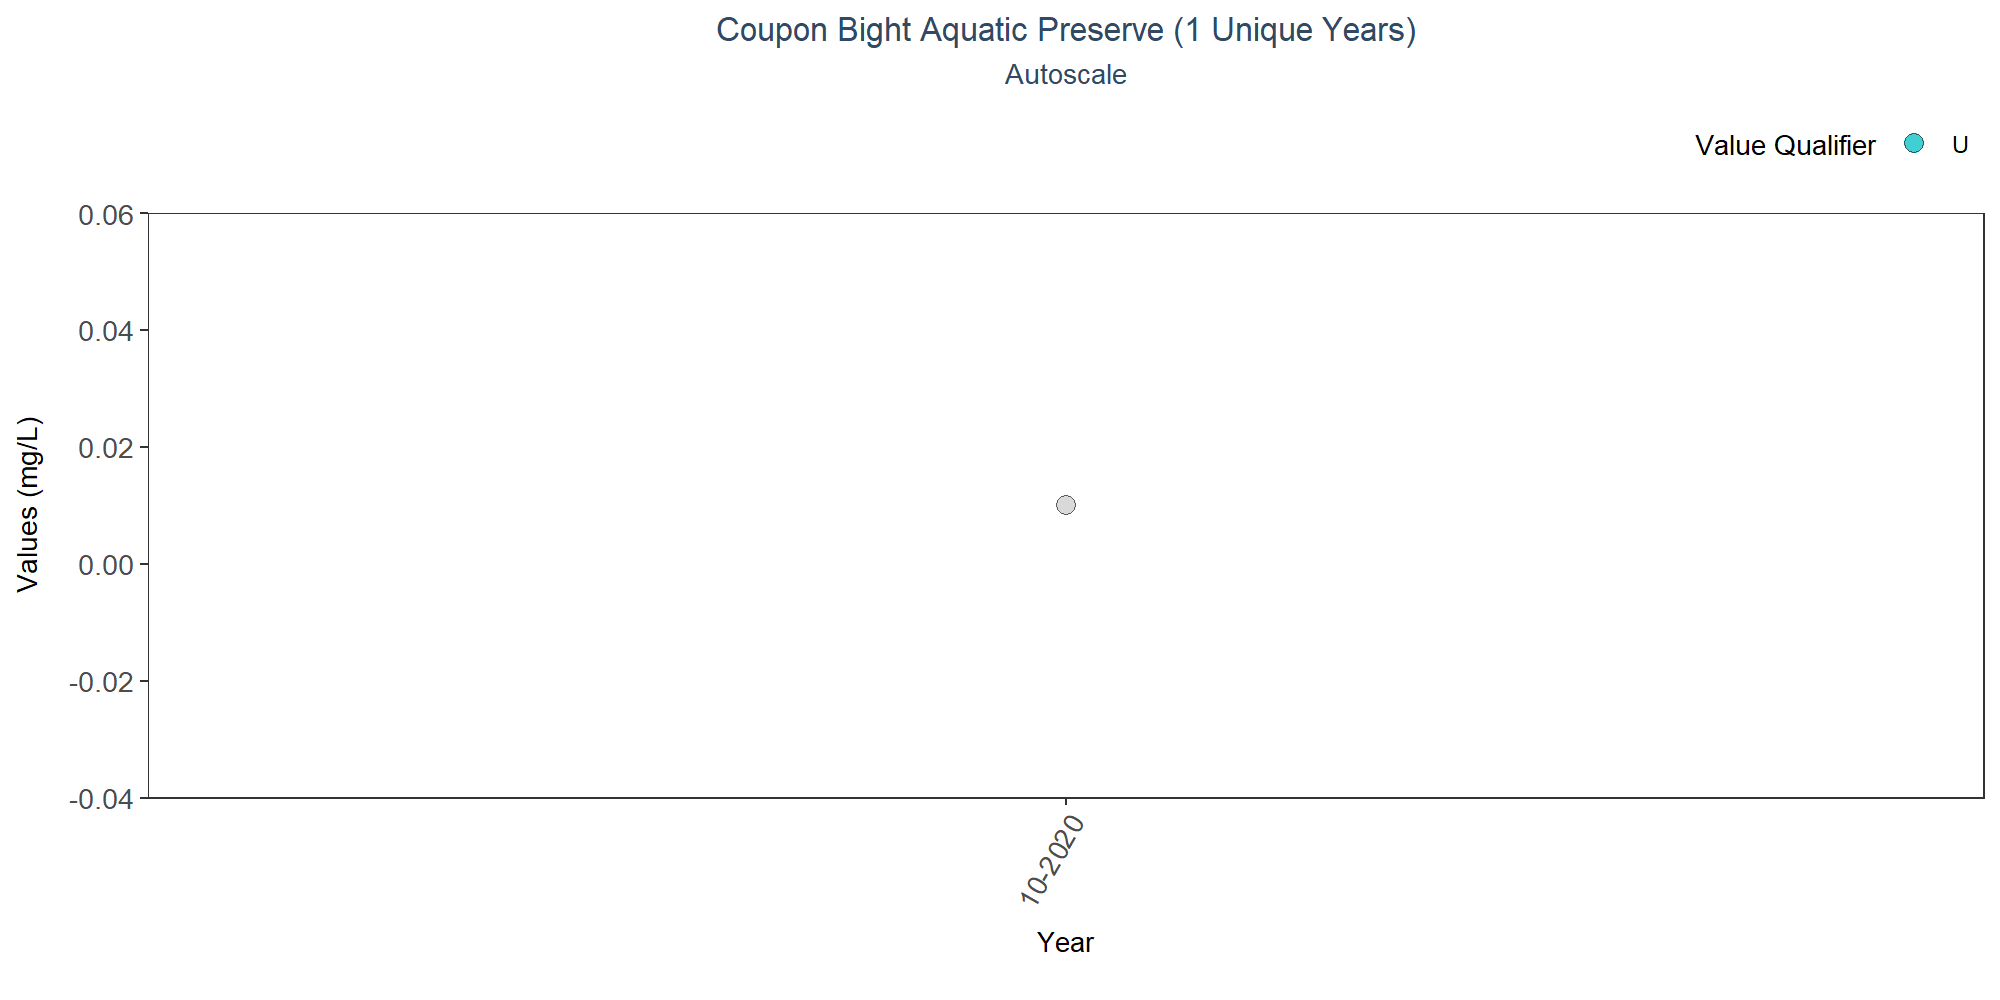 Coupon Bight Aquatic Preserve (1 Unique Years)
Autoscale
Value Qualifier U
0.06
0.04
0.02
0.00
-0.02
-0.04
Values (mg/L)
10-2020
Year